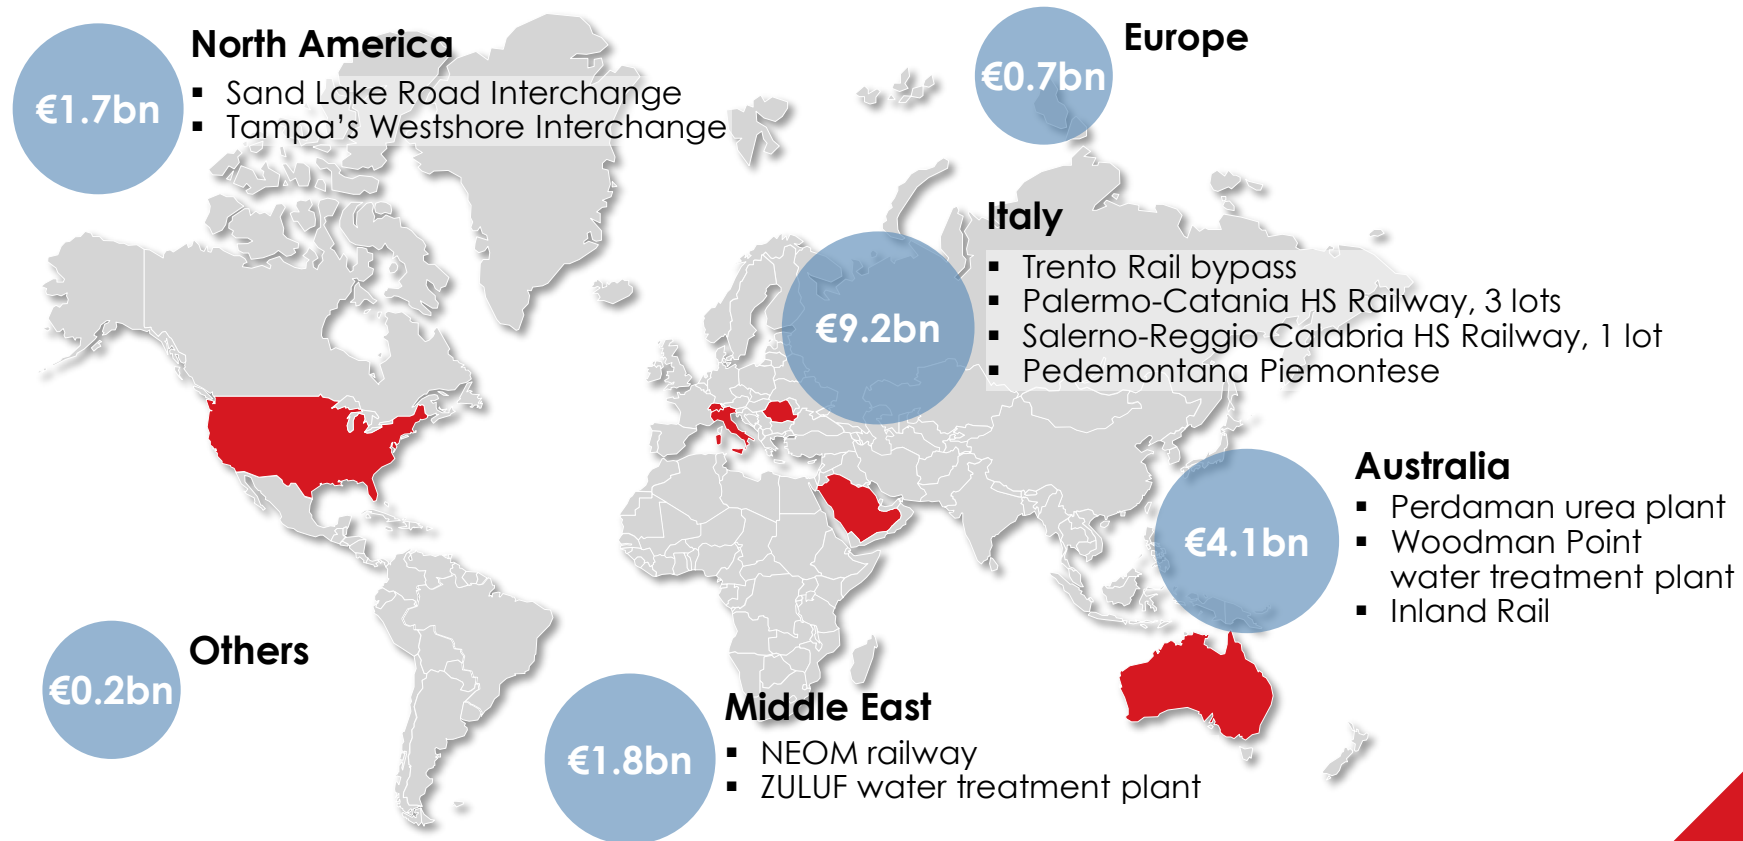 North America
€1.7bn
▪ Sand Lake Road Interchange
▪ Tampa’s Westshore Interchange
Europe
€0.7bn
Italy
€9.2bn
▪ Trento Rail bypass
▪ Palermo-Catania HS Railway, 3 lots
▪ Salerno-Reggio Calabria HS Railway, 1 lot
▪ Pedemontana Piemontese
Australia
€4.1bn
▪ Perdaman urea plant
▪ Woodman Point
water treatment plant
▪ Inland Rail
Others
€0.2bn
Middle East
€1.8bn
▪ NEOM railway
▪ ZULUF water treatment plant